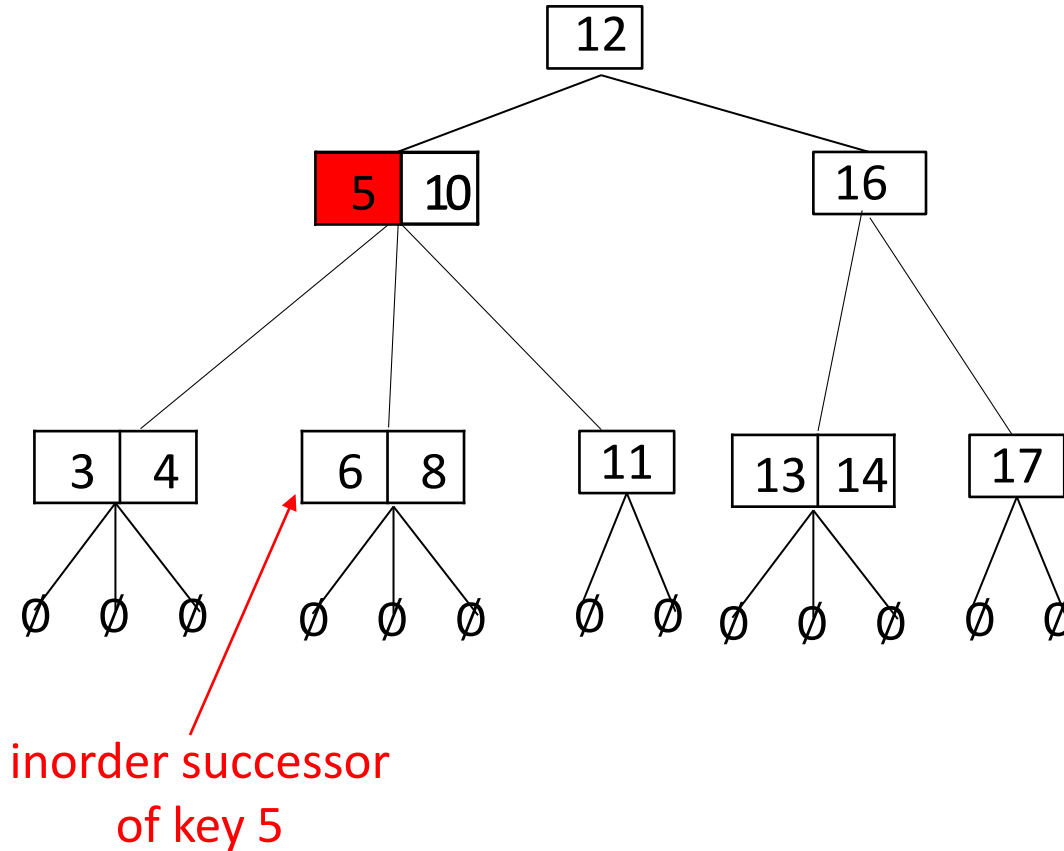 12
5 10 16
3 4 6 8 11 13 14 17
Ø Ø Ø Ø Ø Ø Ø Ø Ø Ø Ø Ø Ø
inorder successor
of key 5